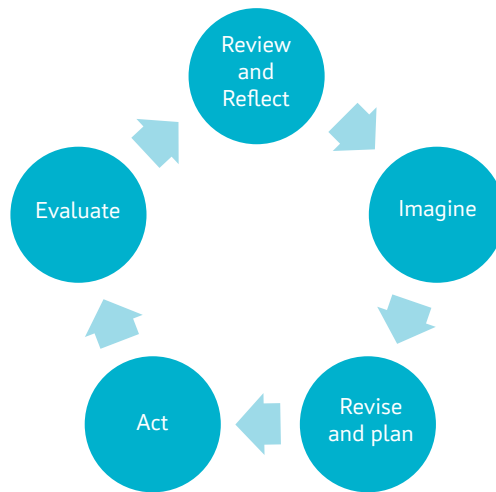 Review
and
Reflect
Imagine
Revise
and plan
Act
Evaluate